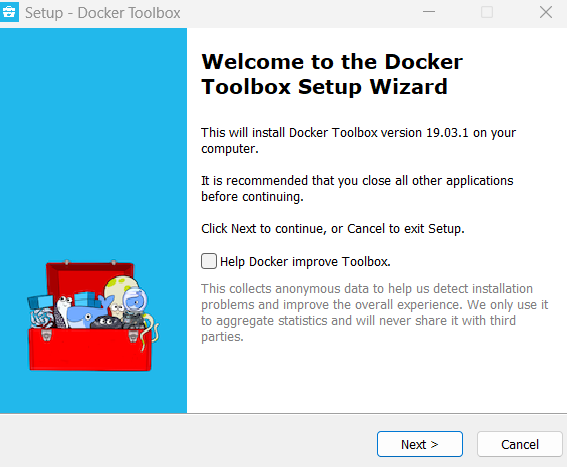 Setup - Docker Toolbox
Welcome to the Docker
Toolbox Setup Wizard
This will install Docker Toolbox version 19.03.1 on your
computer.
It is recommended that you close all other applications
before continuing.
Click Next to continue, or Cancel to exit Setup.
Help Docker improve Toolbox.
This collects anonymous data to help us detect installation
problems and improve the overall experience. We only use it
to aggregate statistics and will never share it with third
parties.
Next >
Cancel